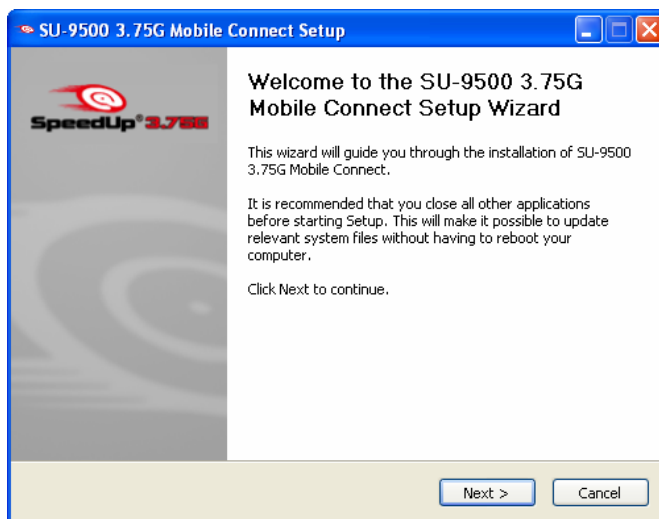 SU-9500 3.75G Mobile Connect Setup
SpeedUp® 3.75G
Welcome to the SU-9500 3.75G
Mobile Connect Setup Wizard
This wizard will guide you through the installation of SU-9500
3.75G Mobile Connect.
It is recommended that you close all other applications
before starting Setup. This will make it possible to update
relevant system files without having to reboot your
computer.
Click Next to continue.
Next >
Cancel